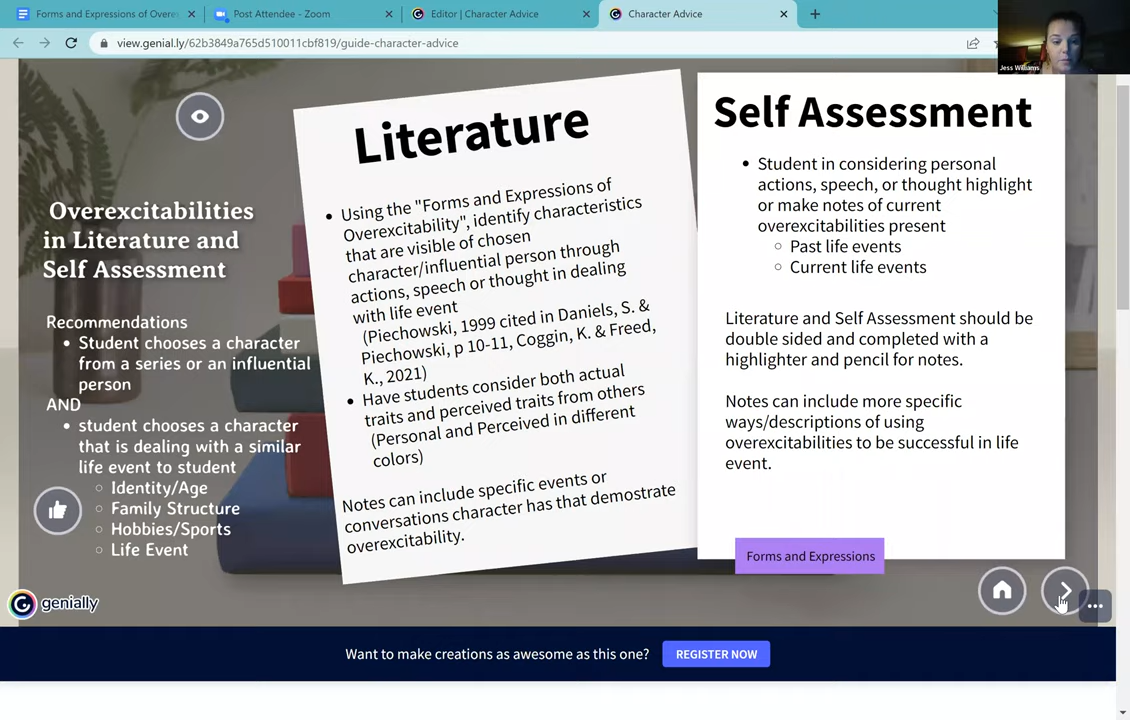 Forms and Expressions of Overe
Post Attendee - Zoom
Editor | Character Advice
Character Advice
view.genial.ly/62b3849a765d510011cbf819/guide-character-advice
Jess Williams
Overexcitabilities
in Literature and
Self Assessment
Recommendations
• Student chooses a character
from a series or an influential
person
AND
• student chooses a character
that is dealing with a similar
life event to student
○ Identity/Age
○ Family Structure
○ Hobbies/Sports
○ Life Event
Literature
• Using the "Forms and Expressions of
Overexcitability", identify characteristics
that are visible of chosen
character/influential person through
actions, speech or thought in dealing
with life event
(Piechowski, 1999 cited in Daniels, S. &
Piechowski, p 10-11, Coggin, K. & Freed,
K., 2021)
• Have students consider both actual
traits and perceived traits from others
(Personal and Perceived in different
colors)
Notes can include specific events or
conversations character has that demostrate
overexcitability.
Self Assessment
• Student in considering personal
actions, speech, or thought highlight
or make notes of current
overexcitabilities present
○ Past life events
○ Current life events
Literature and Self Assessment should be
double sided and completed with a
highlighter and pencil for notes.
Notes can include more specific
ways/descriptions of using
overexcitabilities to be successful in life
event.
Forms and Expressions
genially
Want to make creations as awesome as this one?
REGISTER NOW